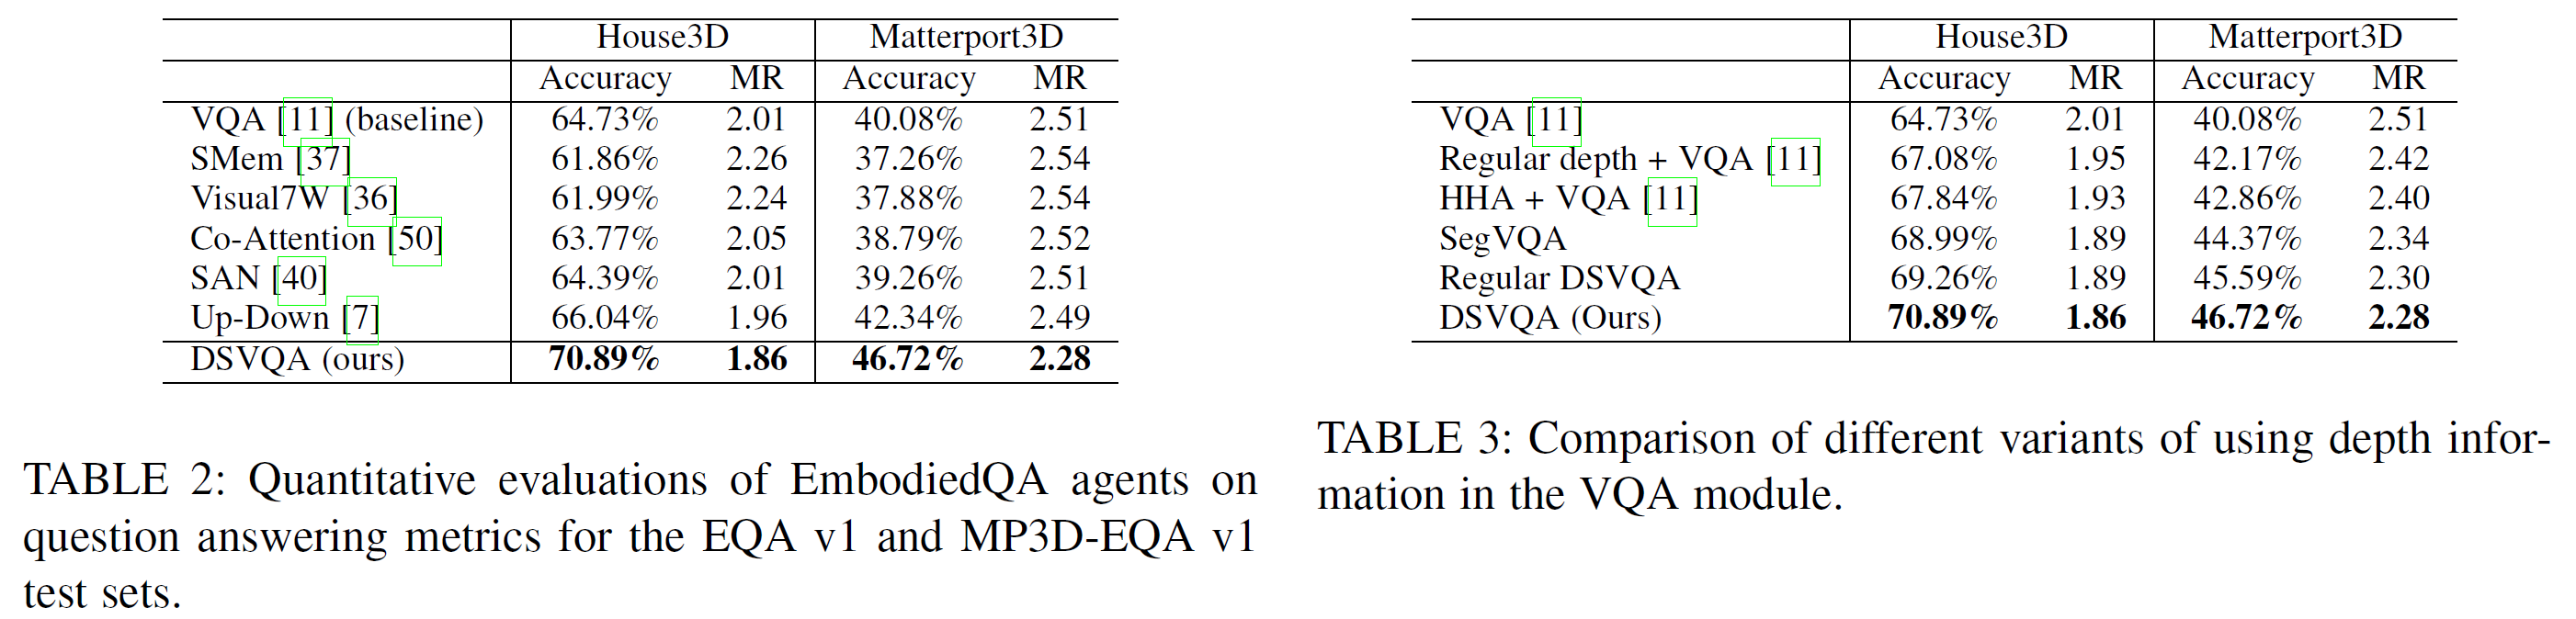 House3D Matterport3D
Accuracy MR Accuracy MR
VQA [11] (baseline) 64.73% 2.01 40.08% 2.51
SMem [37] 61.86% 2.26 37.26% 2.54
Visual7W [36] 61.99% 2.24 37.88% 2.54
Co-Attention [50] 63.77% 2.05 38.79% 2.52
SAN [40] 64.39% 2.01 39.26% 2.51
Up-Down [7] 66.04% 1.96 42.34% 2.49
DSVQA (ours) 70.89% 1.86 46.72% 2.28
TABLE 2: Quantitative evaluations of EmbodiedQA agents on
question answering metrics for the EQA v1 and MP3D-EQA v1
test sets.
House3D Matterport3D
Accuracy MR Accuracy MR
VQA [11] 64.73% 2.01 40.08% 2.51
Regular depth + VQA [11] 67.08% 1.95 42.17% 2.42
HHA + VQA [11] 67.84% 1.93 42.86% 2.40
SegVQA 68.99% 1.89 44.37% 2.34
Regular DSVQA 69.26% 1.89 45.59% 2.30
DSVQA (Ours) 70.89% 1.86 46.72% 2.28
TABLE 3: Comparison of different variants of using depth infor-
mation in the VQA module.